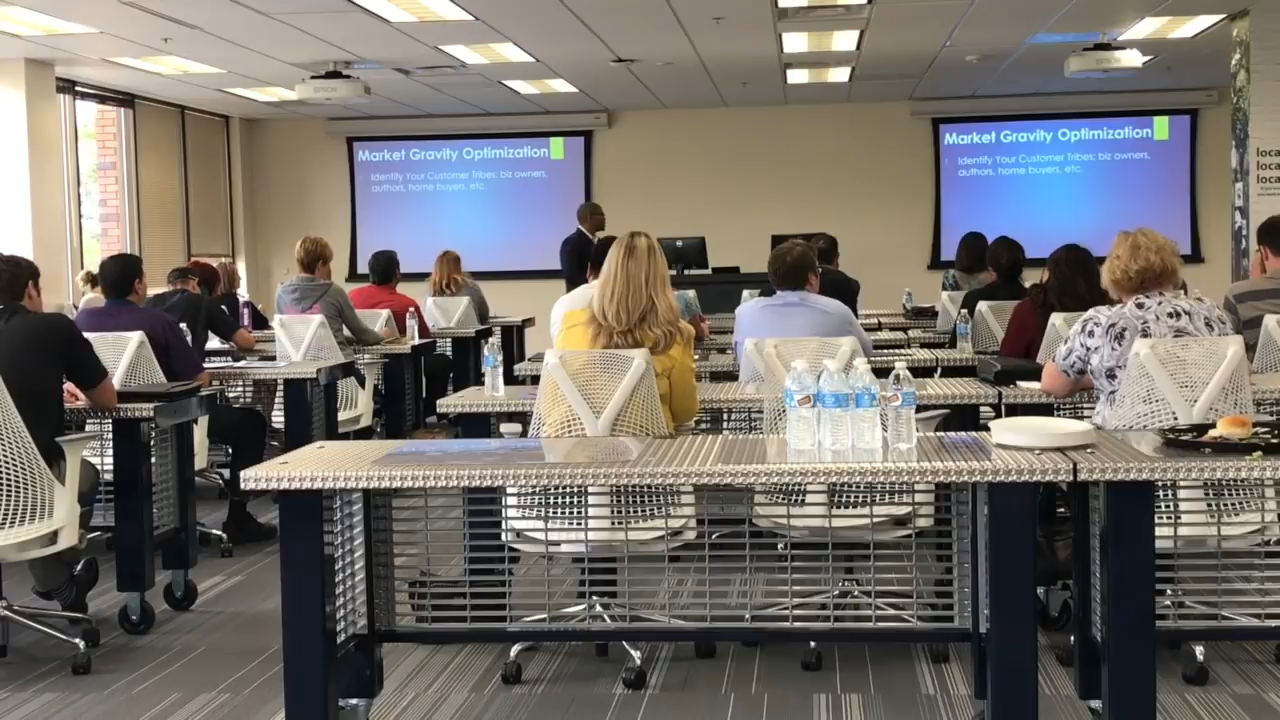 EPSON
EPSON
Market Gravity Optimization
Identify Your Customer Tribes: biz owners,
authors, home buyers, etc.
Market Gravity Optimization
Identify Your Customer Tribes: biz owners,
authors, home buyers, etc.
loca
loca
loca